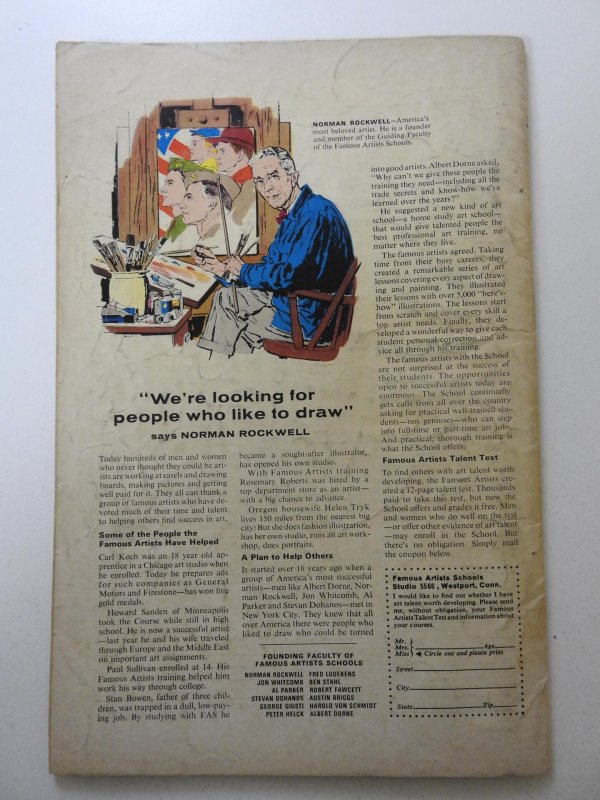 NORMAN ROCKWELL—America's
most beloved artist. He is a founder
and member of the Guiding Faculty
of the Famous Artists Schools.
"We're looking for
people who like to draw"
says NORMAN ROCKWELL
Today hundreds of men and women
who never thought they could be art-
ists are working at easels and drawing
boards, making pictures and getting
well paid for it. They all can thank a
group of famous artists who have de-
voted much of their time and talent
to helping others find success in art.
Some of the People the
Famous Artists Have Helped
Carl Koch was an 18 year old ap-
prentice in a Chicago art studio when
he enrolled. Today he prepares ads
for such companies as General
Motors and Firestone—has won five
gold medals.
Howard Sanden of Minneapolis
took the Course while still in high
school. He is now a successful artist
—last year he and his wife traveled
through Europe and the Middle East
on important art assignments.
Paul Sullivan enrolled at 14. His
Famous Artists training helped him
work his way through college.
Stan Bowen, father of three chil-
dren, was trapped in a dull, low-pay-
ing job. By studying with FAS he
became a sought-after illustrator,
has opened his own studio.
With Famous Artists training
Rosemary Roberts was hired by a
top department store as an artist—
with a big chance to advance.
Oregon housewife Helen Tryk
lives 150 miles from the nearest big
city! But she does fashion illustration,
has her own studio, runs an art work-
shop, does portraits.
A Plan to Help Others
It started over 18 years ago when a
group of America's most successful
artists—men like Albert Dorne, Nor-
man Rockwell, Jon Whitcomb, Al
Parker and Stevan Dohanos—met in
New York City. They knew that all
over America there were people who
liked to draw who could be turned
into good artists. Albert Dorne asked,
"Why can't we give these people the
training they need—including all the
trade secrets and know-how we've
learned over the years?"
He suggested a new kind of art
school—a home study art school—
that would give talented people the
best professional art training, no
matter where they live.
The famous artists agreed. Taking
time from their busy careers, they
created a remarkable series of art
lessons covering every aspect of draw-
ing and painting. They illustrated
their lessons with over 5,000 "here's-
how" illustrations. The lessons start
from scratch and cover every skill a
top artist needs. Finally, they de-
veloped a wonderful way to give each
student personal correction and ad-
vice all through his training.
The famous artists with the School
are not surprised at the success of
their students. The opportunities
open to successful artists today are
enormous. The School continually
gets calls from all over the country
asking for practical well-trained stu-
dents—not geniuses—who can step
into full-time or part-time art jobs.
And practical, thorough training is
what the School offers.
Famous Artists Talent Test
To find others with art talent worth
developing, the Famous Artists cre-
ated a 12-page talent test. Thousands
paid to take this test, but now the
School offers and grades it free. Men
and women who do well on the test
—or offer other evidence of art talent
—may enroll in the School. But
there's no obligation. Simply mail
the coupon below.
FOUNDING FACULTY OF
FAMOUS ARTISTS SCHOOLS
NORMAN ROCKWELL FRED LUDEKENS
JON WHITCOMB BEN STAHL
AL PARKER ROBERT FAWCETT
STEVAN DOHANOS AUSTIN BRIGGS
GEORGE GIUSTI HAROLD VON SCHMIDT
PETER HELCK ALBERT DORNE
Famous Artists Schools
Studio 5568, Westport, Conn.
I would like to find out whether I have
art talent worth developing. Please send
me, without obligation, your Famous
Artists Talent Test and information about
your courses.
Mr.
Mrs. Age
Miss Circle one and please print
Street
City
State Zip